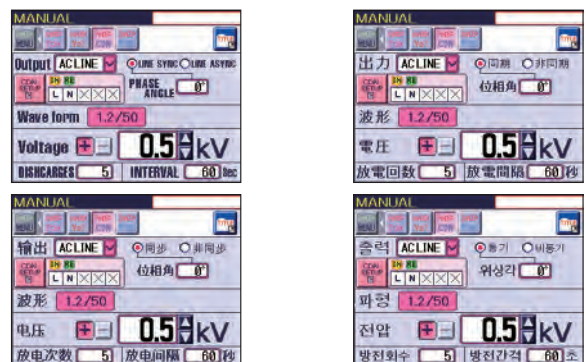 MANUAL
Output ACLINE LINE SYNC LINE ASYNC
IN RE
L N PHASE ANGLE 0°
Wave form 1.2/50
Voltage + - 0.5 kV
DISHCARGES 5 INTERVAL 60 Sec
MANUAL
出力 ACLINE 同期 非同期
L N 位相角 0°
波形 1.2/50
電圧 + - 0.5 kV
放電回数 5 放電間隔 60 秒
MANUAL
输出 ACLINE 同步 非同步
L N 位相角 0°
波形 1.2/50
电压 + - 0.5 kV
放电次数 5 放电间隔 60 秒
MANUAL
출력 ACLINE 동기 비동기
L N 위상각 0°
파형 1.2/50
전압 + - 0.5 kV
방전회수 5 방전간격 60 초